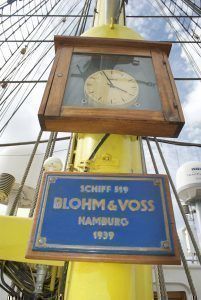 SCHIFF 519
BLOHM & VOSS
HAMBURG
1939